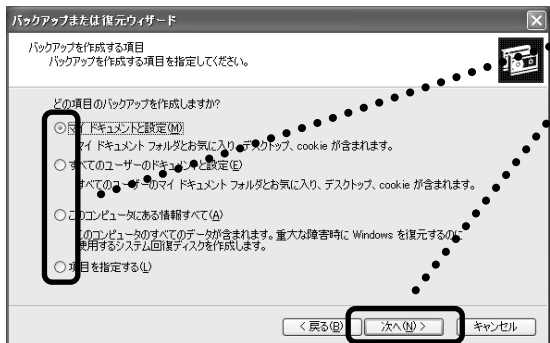 バックアップまたは復元ウィザード
バックアップを作成する項目
バックアップを作成する項目を指定してください。
どの項目のバックアップを作成しますか?
マイ ドキュメントと設定(M)
マイ ドキュメント フォルダとお気に入り、デスクトップ、cookie が含まれます。
すべてのユーザーのドキュメントと設定(E)
すべてのユーザーのマイ ドキュメント フォルダとお気に入り、デスクトップ、cookie が含まれます。
このコンピュータにある情報すべて(A)
このコンピュータのすべてのデータが含まれます。重大な障害時に Windows を復元するのに
使用するシステム回復ディスクを作成します。
項目を指定する(L)
< 戻る(B) 次へ(N) > キャンセル